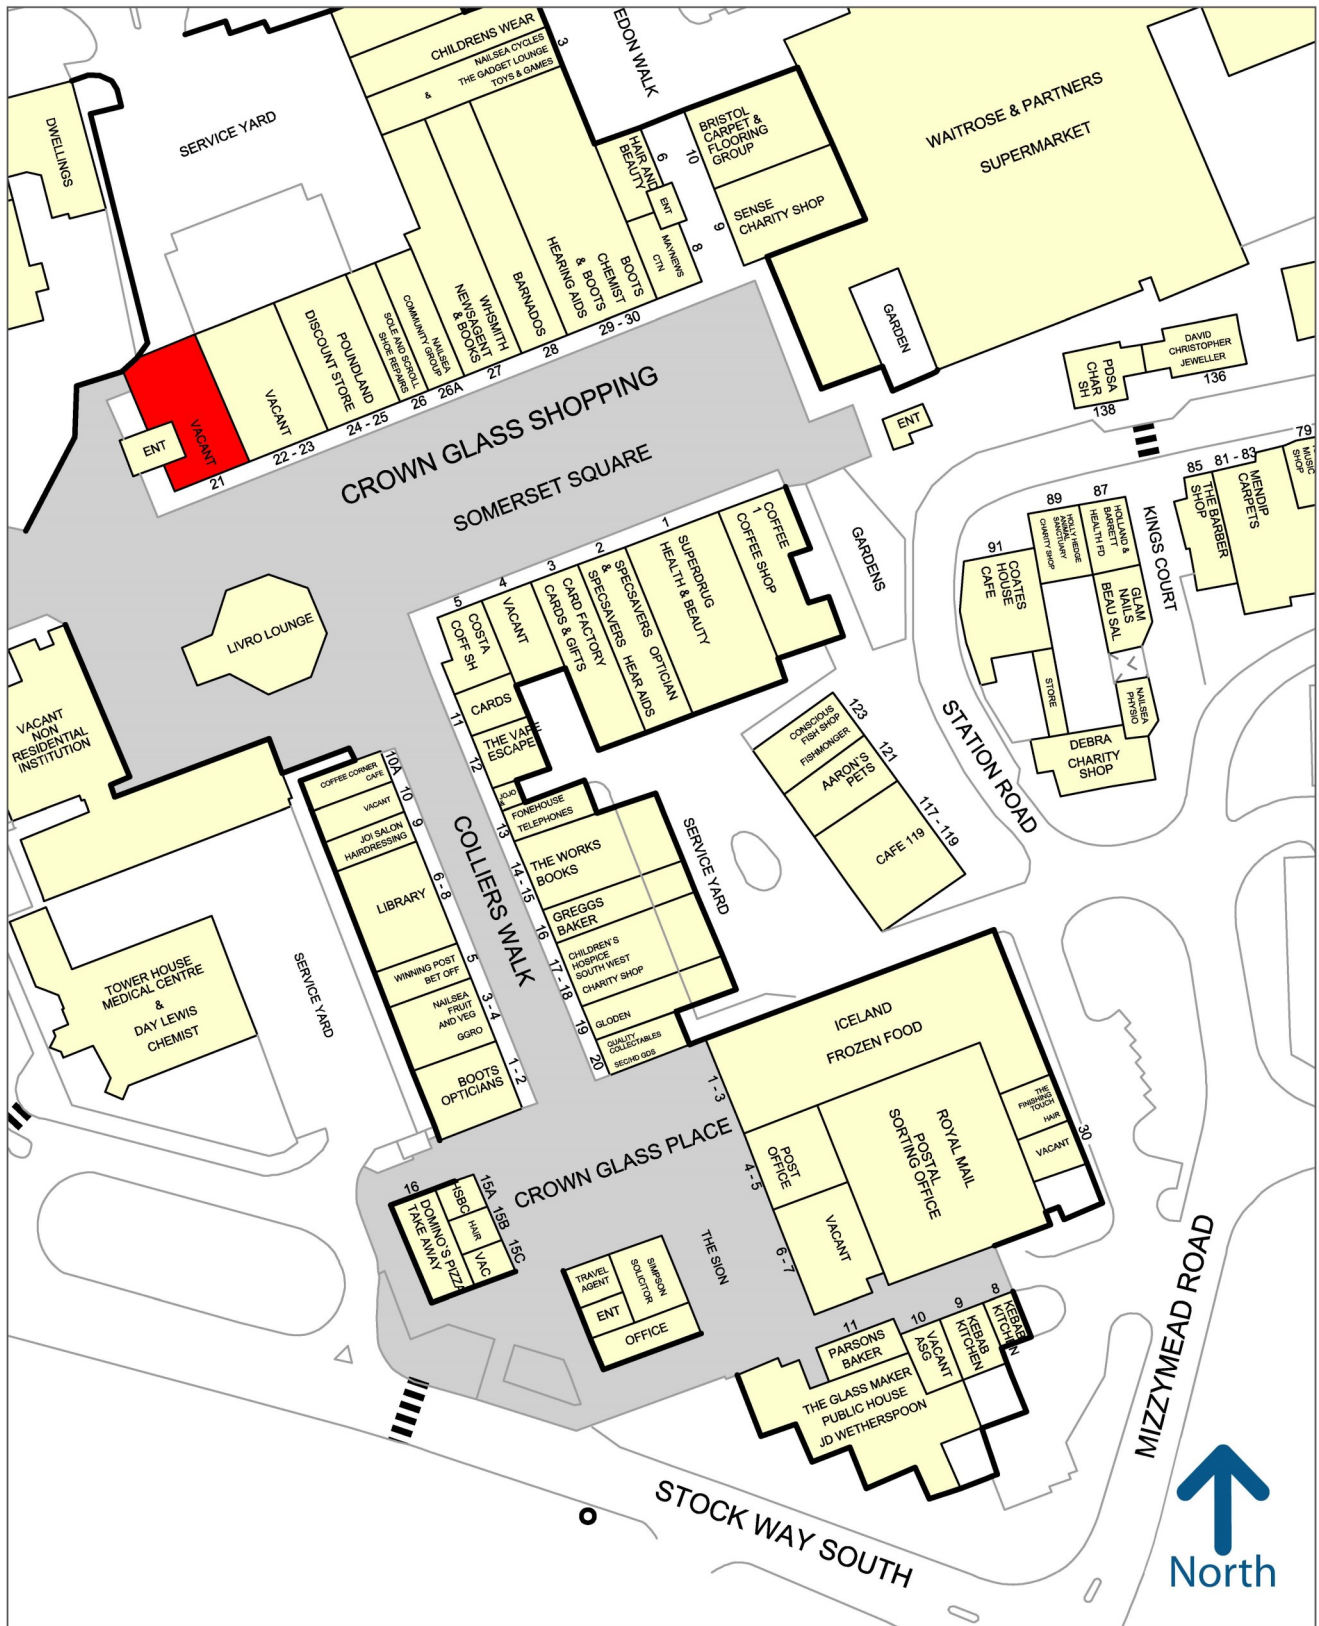 CHILDRENS WEAR
NAILSEA CYCLES
THE GADGET LOUNGE
TOYS & GAMES
&
3
EDON WALK
SERVICE YARD
DWELLINGS
HAIR AND
BEAUTY
6
ENT
MAYNEWS
CTN
8
10
BRISTOL
CARPET &
FLOORING
GROUP
9
SENSE
CHARITY SHOP
WAITROSE & PARTNERS
SUPERMARKET
GARDEN
ENT
DAVID
CHRISTOPHER
JEWELLER
136
PDSA
CHAR
SH
138
VACANT
ENT
21
VACANT
22 - 23
POUNDLAND
DISCOUNT STORE
24 - 25
SOLE AND SCROLL
SHOE REPAIRS
26
NAILSEA
COMMUNITY GROUP
26A
WHSMITH
NEWSAGENT
& BOOKS
27
BARNADOS
28
BOOTS
CHEMIST
& BOOTS
HEARING AIDS
29 - 30
CROWN GLASS SHOPPING
SOMERSET SQUARE
LIVRO LOUNGE
COSTA
COFF SH
5
VACANT
4
CARD FACTORY
CARDS & GIFTS
3
SPECSAVERS OPTICIAN
&
SPECSAVERS HEAR AIDS
2
SUPERDRUG
HEALTH & BEAUTY
1
COFFEE
1
COFFEE SHOP
GARDENS
CARDS
11
THE VAPE
ESCAPE
12
JOJO
FONEHOUSE
TELEPHONES
13
THE WORKS
BOOKS
14 - 15
GREGGS
BAKER
16
CHILDREN'S
HOSPICE
SOUTH WEST
CHARITY SHOP
17 - 18
GLODEN
19
QUALITY
COLLECTABLES
SEC/HD GDS
20
SERVICE YARD
COLLIERS WALK
COFFEE CORNER
CAFE
10A
VACANT
10
JOI SALON
HAIRDRESSING
9
LIBRARY
6 - 8
WINNING POST
BET OFF
5
NAILSEA
FRUIT
AND VEG
GGRO
3 - 4
BOOTS
OPTICIANS
1 - 2
VACANT
NON
RESIDENTIAL
INSTITUTION
TOWER HOUSE
MEDICAL CENTRE
&
DAY LEWIS
CHEMIST
SERVICE YARD
CONSCIOUS
FISH SHOP
FISHMONGER
123
AARON'S
PETS
121
CAFE 119
117 - 119
STATION ROAD
COATES
HOUSE
CAFE
91
HOLLY HEDGE
ANIMAL
SANCTUARY
CHARITY SHOP
89
HOLLAND &
BARRETT
HEALTH FD
87
GLAM
NAILS
BEAU SAL
STORE
NAILSEA
PHYSIO
DEBRA
CHARITY
SHOP
KINGS COURT
THE BARBER
SHOP
85
MENDIP
CARPETS
81 - 83
MUSIC
SHOP
79
ICELAND
FROZEN FOOD
1 - 3
POST
OFFICE
4 - 5
VACANT
6 - 7
ROYAL MAIL
POSTAL
SORTING OFFICE
THE
FINISHING
TOUCH
HAIR
30
VACANT
CROWN GLASS PLACE
THE SION
16
DOMINO'S PIZZA
TAKE AWAY
HSBC
15A
HAIR
15B
VAC
15C
TRAVEL
AGENT
SIMPSON
SOLICITOR
ENT
OFFICE
11
PARSONS
BAKER
10
VACANT
ASG
9
KEBAB
KITCHEN
8
KEBAB
KITCHEN
THE GLASS MAKER
PUBLIC HOUSE
JD WETHERSPOON
STOCK WAY SOUTH
MIZZYMEAD ROAD
North